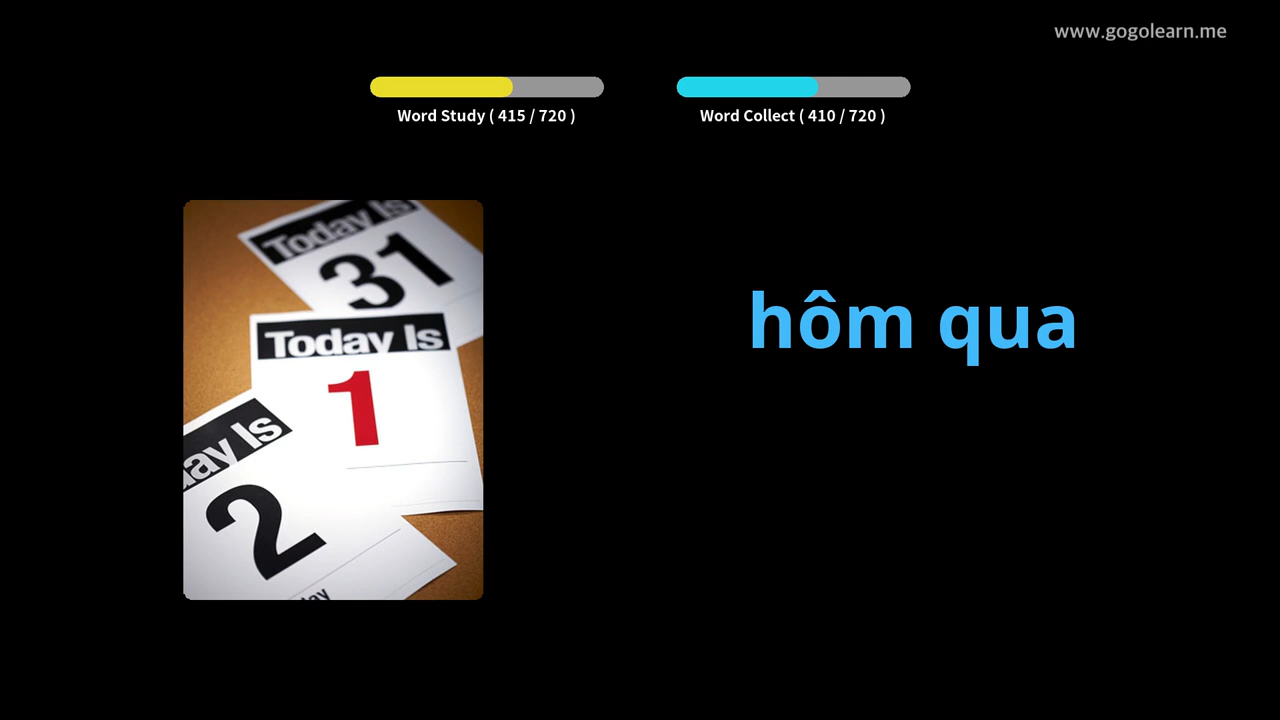 www.gogolearn.me
Word Study ( 415 / 720 )
Word Collect ( 410 / 720 )
Today Is
31
Today Is
1
ay Is
2
hôm qua